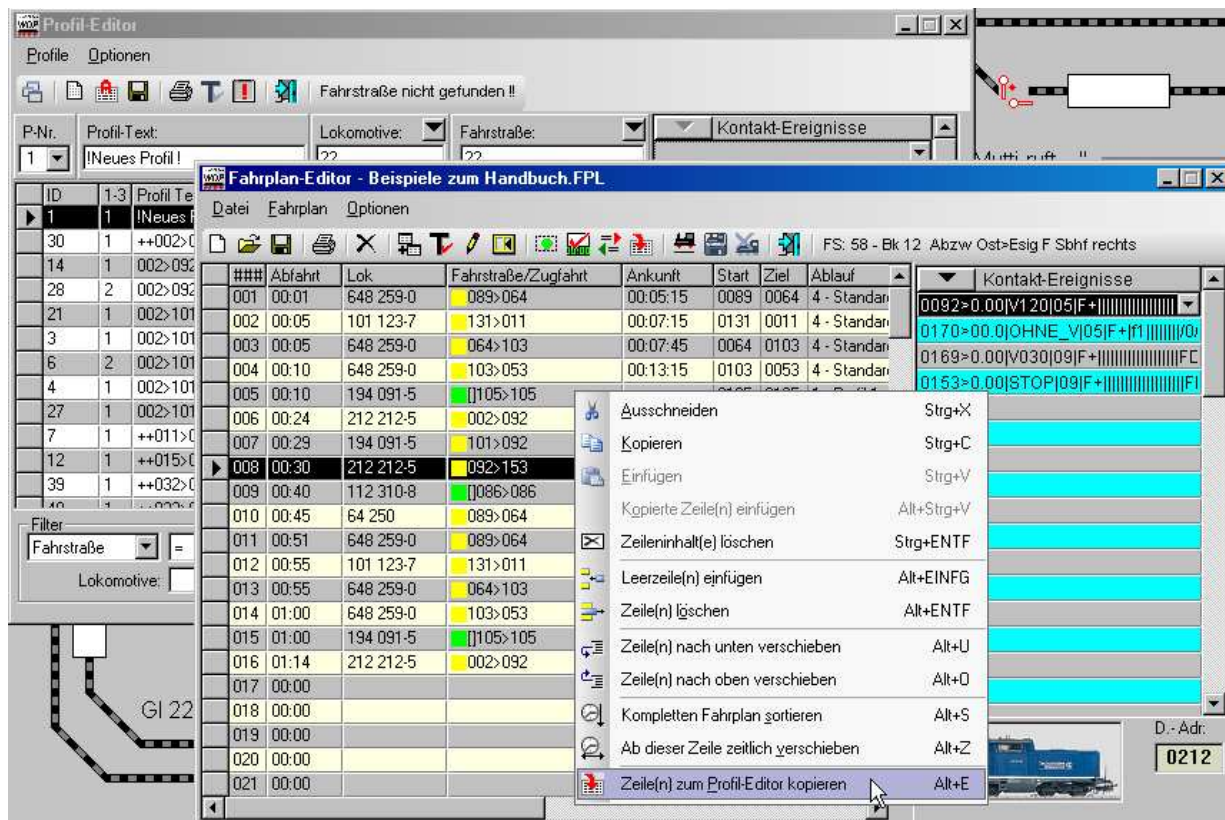 Profil-Editor
Profile Optionen
Fahrstraße nicht gefunden !!
P-Nr. Profil-Text: Lokomotive: Fahrstraße: Kontakt-Ereignisse
1 !Neues Profil ! 22 22
Mutti ruft ... !!
ID 1-3 Profil Te
1 1 !Neues
30 1 ++002>
14 1 002>092
28 2 002>092
21 1 002>101
3 1 002>101
6 2 002>101
4 1 002>101
27 1 002>101
7 1 ++011>
12 1 ++015>
39 1 ++032>
Filter
Fahrstraße =
Lokomotive:
Gl 22
Fahrplan-Editor - Beispiele zum Handbuch.FPL
Datei Fahrplan Optionen
FS: 58 - Bk 12 Abzw Ost>Esig F Sbhf rechts
### Abfahrt Lok Fahrstraße/Zugfahrt Ankunft Start Ziel Ablauf
001 00:01 648 259-0 089>064 00:05:15 0089 0064 4 - Standar
002 00:05 101 123-7 131>011 00:07:15 0131 0011 4 - Standar
003 00:05 648 259-0 064>103 00:07:45 0064 0103 4 - Standar
004 00:10 648 259-0 103>053 00:13:15 0103 0053 4 - Standar
005 00:10 194 091-5 []105>105
006 00:24 212 212-5 002>092
007 00:29 194 091-5 101>092
008 00:30 212 212-5 092>153
009 00:40 112 310-8 []086>086
010 00:45 64 250 089>064
011 00:51 648 259-0 089>064
012 00:55 101 123-7 131>011
013 00:55 648 259-0 064>103
014 01:00 648 259-0 103>053
015 01:00 194 091-5 []105>105
016 01:14 212 212-5 002>092
017 00:00
018 00:00
019 00:00
020 00:00
021 00:00
Kontakt-Ereignisse
0092>0.00|V120|05|F+|||||||||||||||||
0170>00.0|OHNE_V|05|F+|f1||||||||/0
0169>0.00|V030|09|F+||||||||||||||||||F
0153>0.00|STOP|09|F+||||||||||||||||||F
Ausschneiden Strg+X
Kopieren Strg+C
Einfügen Strg+V
Kopierte Zeile(n) einfügen Alt+Strg+V
Zeileninhalt(e) löschen Strg+ENTF
Leerzeile(n) einfügen Alt+EINFG
Zeile(n) löschen Alt+ENTF
Zeile(n) nach unten verschieben Alt+U
Zeile(n) nach oben verschieben Alt+O
Kompletten Fahrplan sortieren Alt+S
Ab dieser Zeile zeitlich verschieben Alt+Z
Zeile(n) zum Profil-Editor kopieren Alt+E
D.- Adr:
0212